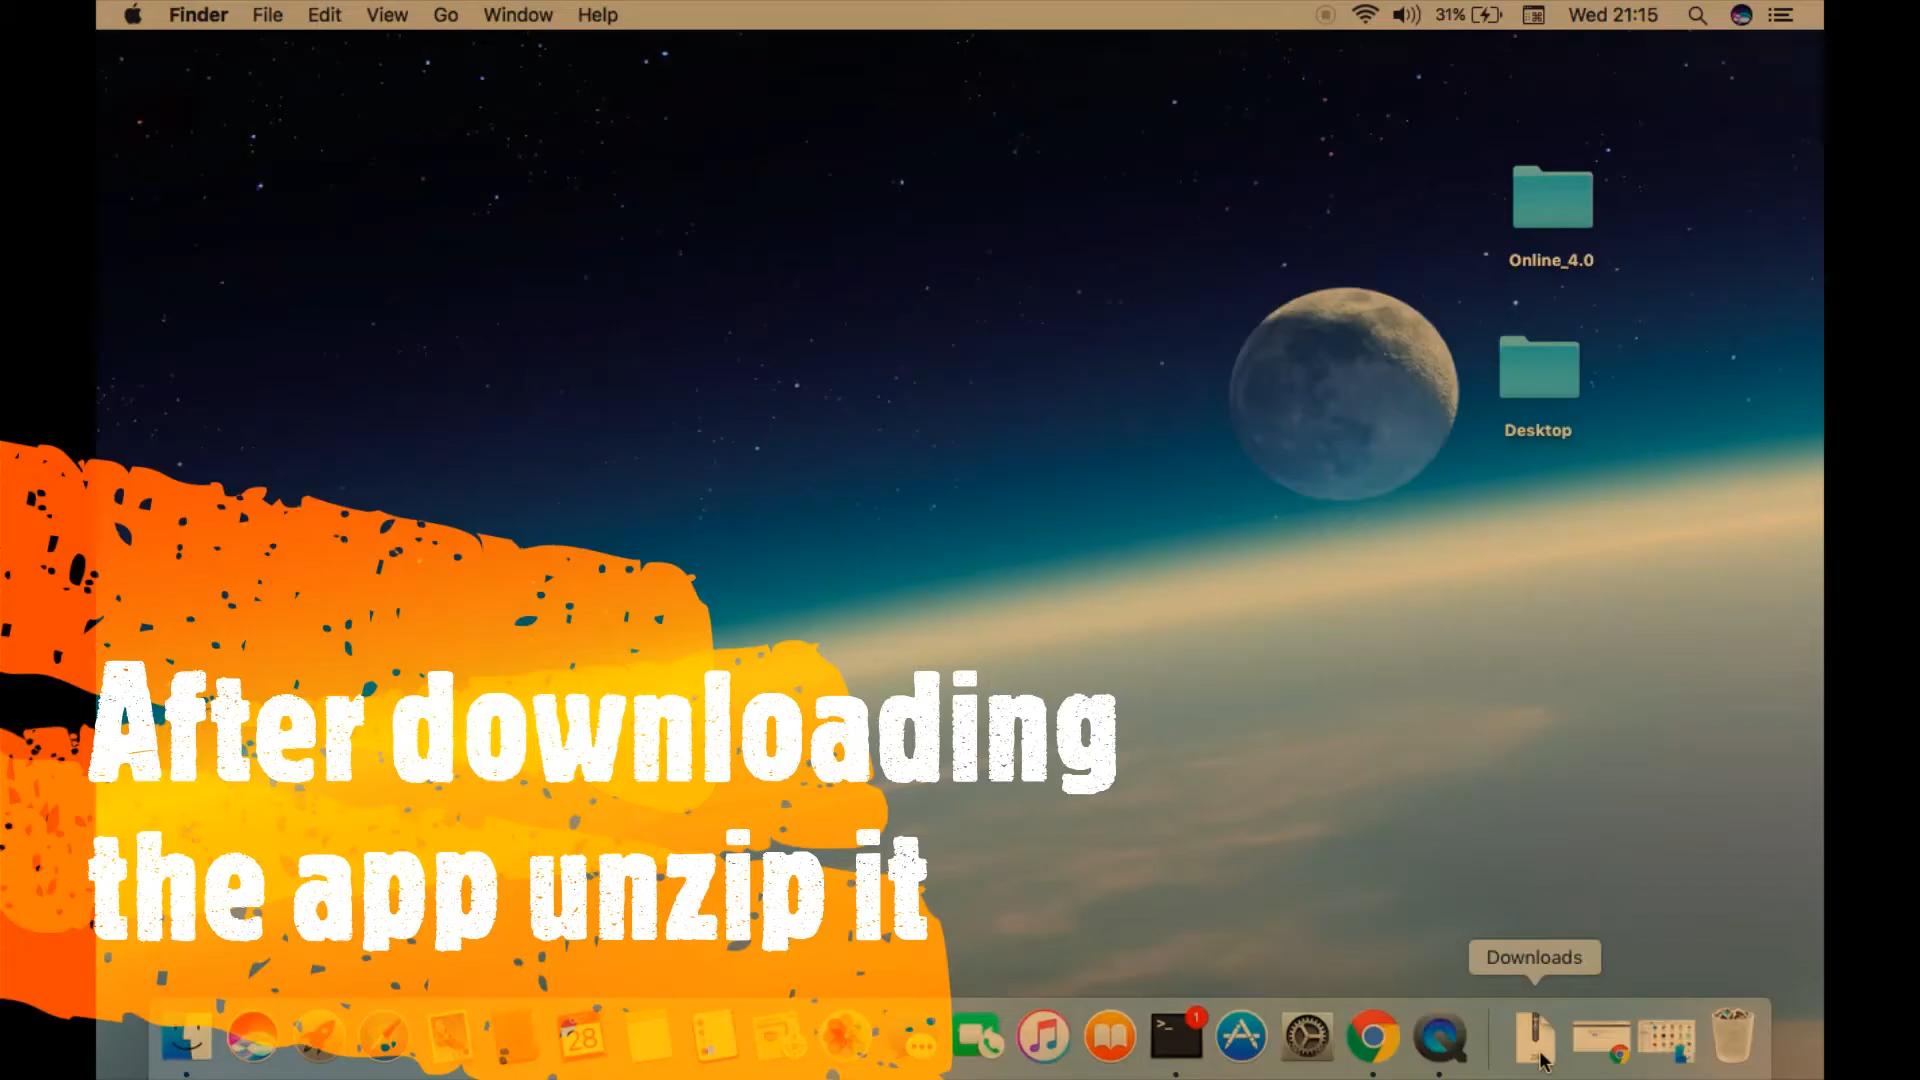 Finder File Edit View Go Window Help 31% Wed 21:15
Online_4.0
Desktop
After downloading
the app unzip it
Downloads
28
1